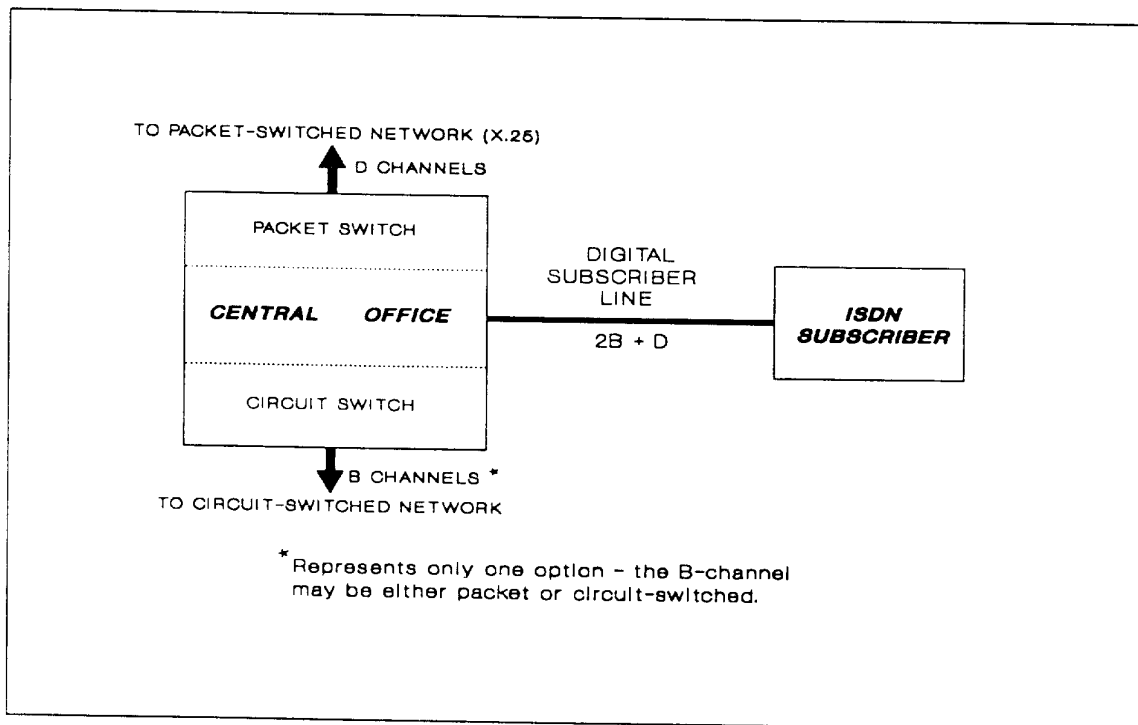 TO PACKET-SWITCHED NETWORK (X.25)
D CHANNELS
PACKET SWITCH
CENTRAL OFFICE
CIRCUIT SWITCH
B CHANNELS *
TO CIRCUIT-SWITCHED NETWORK
DIGITAL
SUBSCRIBER
LINE
2B + D
ISDN
SUBSCRIBER
* Represents only one option - the B-channel
may be either packet or circuit-switched.